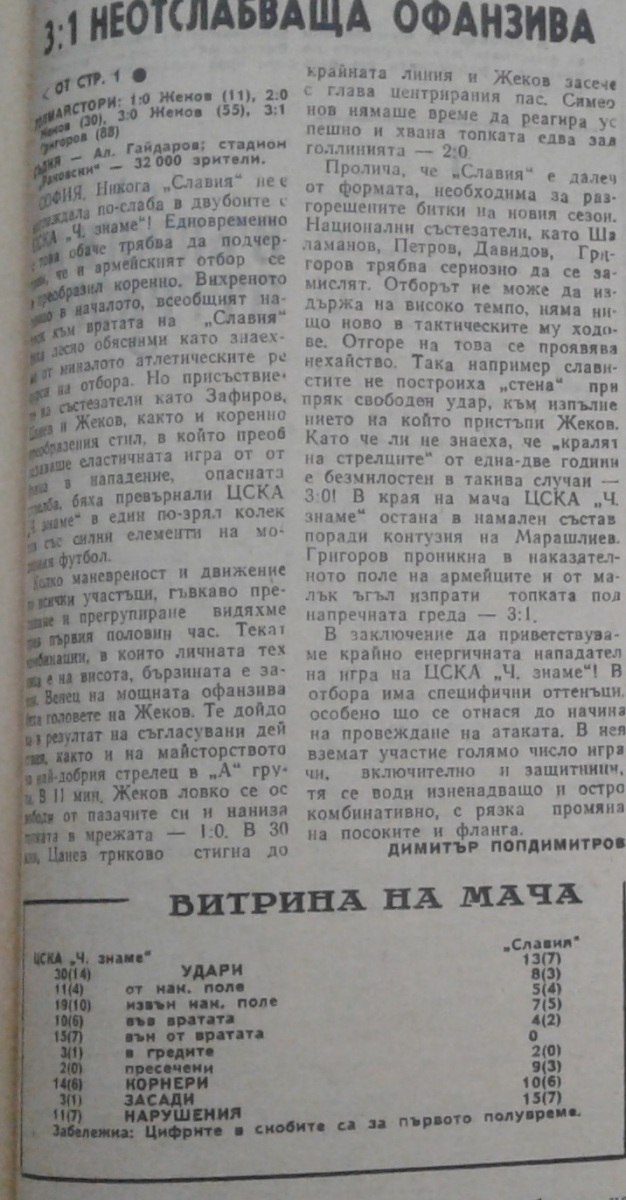 3:1 НЕОТСЛАБВАЩА ОФАНЗИВА
< ОТ СТР. 1 ●
1:0 Жеков (11), 2:0
Жеков (30), 3:0 Жеков (55), 3:1
Григоров (88)
— Ал. Гайдаров; стадион
— 32 000 зрители.
СОФИЯ. Никога „Славия" не е
по-слаба в двубоите с
ЦСКА „Ч. знаме"! Едновременно
с това обаче трябва да подчер-
че и армейският отбор се
преобразил коренно. Вихреното
в началото, всеобщият на-
към вратата на „Славия"
лесно обясними като знаех-
от миналото атлетическите ре
на отбора. Но присъствие-
на състезатели като Зафиров,
Цанев и Жеков, както и коренно
преобразения стил, в който преоб
еластичната игра от от
в нападение, опасната
бяха превърнали ЦСКА
„Ч. знаме" в един по-зрял колек
със силни елементи на мо-
футбол.
Колко маневреност и движение
всички участъци, гъвкаво пре-
и прегрупиране видяхме
първия половин час. Текат
комбинации, в които личната тех
е на висота, бързината е за-
Венец на мощната офанзива
головете на Жеков. Те дойдо
в резултат на съгласувани дей
както и на майсторството
най-добрия стрелец в „А" гру-
В 11 мин. Жеков ловко се ос
от пазачите си и наниза
в мрежата — 1:0. В 30
Цанев триково стигна до
крайната линия и Жеков засече
с глава центрирания пас. Симео
нов нямаше време да реагира ус
пешно и хвана топката едва зад
голлинията — 2:0
Пролича, че „Славия" е далеч
от формата, необходима за раз-
горещените битки на новия сезон.
Национални състезатели, като Ша
ламанов, Петров, Давидов, Гри-
горов трябва сериозно да се за-
мислят. Отборът не може да из-
държа на високо темпо, няма ни-
що ново в тактическите му ходо-
ве. Отгоре на това се проявява
нехайство. Така например слави-
стите не построиха „стена" при
пряк свободен удар, към изпълне
нието на който пристъпи Жеков.
Като че ли не знаеха, че „кралят
на стрелците" от една-две години
е безмилостен в такива случаи —
3:0! В края на мача ЦСКА „Ч.
знаме" остана в намален състав
поради контузия на Марашлиев.
Григоров проникна в наказател-
ното поле на армейците и от ма-
лък ъгъл изпрати топката под
напречната греда — 3:1.
В заключение да приветствува-
ме крайно енергичната нападател
на игра на ЦСКА „Ч. знаме"! В
отбора има специфични оттенъци,
особено що се отнася до начина
на провеждане на атаката. В нея
вземат участие голямо число игра
чи, включително и защитници,
тя се води изненадващо и остро
комбинативно, с рязка промяна
на посоките и фланга.
ДИМИТЪР ПОПДИМИТРОВ
ВИТРИНА НА МАЧА
ЦСКА „Ч. знаме" „Славия"
30(14) УДАРИ 13(7)
11(4) от нак. поле 8(3)
19(10) извън нак. поле 5(4)
10(6) във вратата 7(5)
15(7) вън от вратата 4(2)
3(1) в гредите 0
2(0) пресечени 2(0)
14(6) КОРНЕРИ 9(3)
3(1) ЗАСАДИ 10(6)
11(7) НАРУШЕНИЯ 15(7)
Забележка: Цифрите в скобите са за първото полувреме.